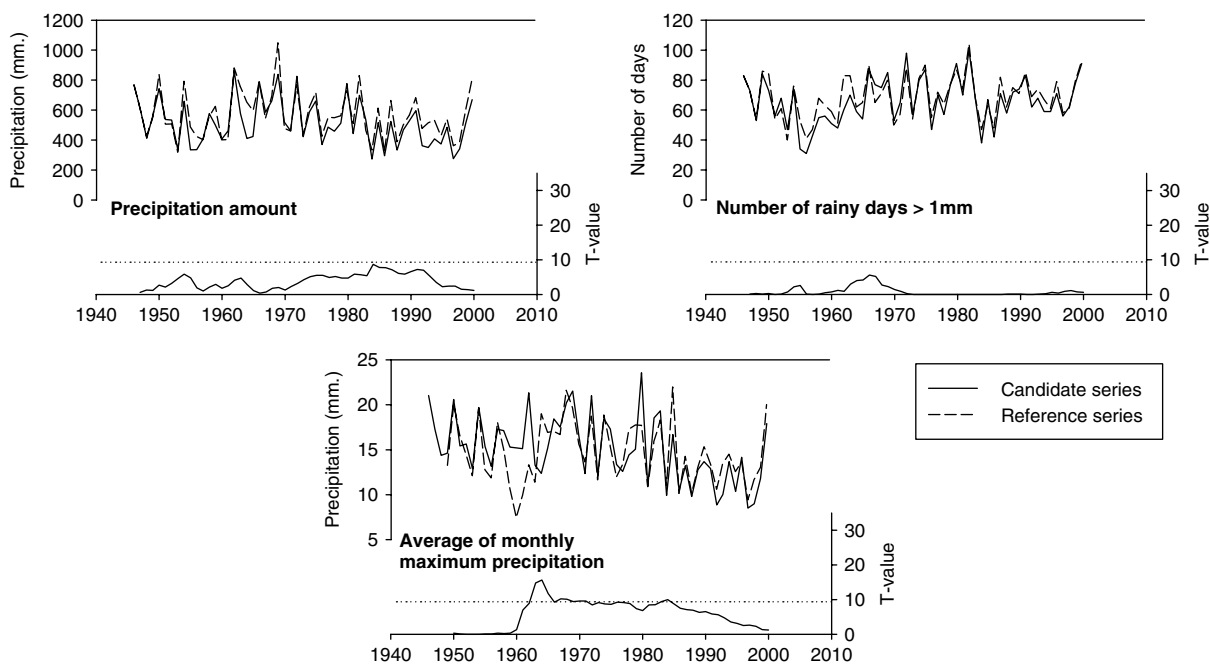 Precipitation (mm.)
1200
1000
800
600
400
200
0
Precipitation amount
30
20
10
0
T-value
1940 1950 1960 1970 1980 1990 2000 2010
Number of days
120
100
80
60
40
20
0
Number of rainy days > 1mm
30
20
10
0
T-value
1940 1950 1960 1970 1980 1990 2000 2010
Precipitation (mm.)
25
20
15
10
5
Average of monthly
maximum precipitation
30
20
10
0
T-value
1940 1950 1960 1970 1980 1990 2000 2010
Candidate series
Reference series